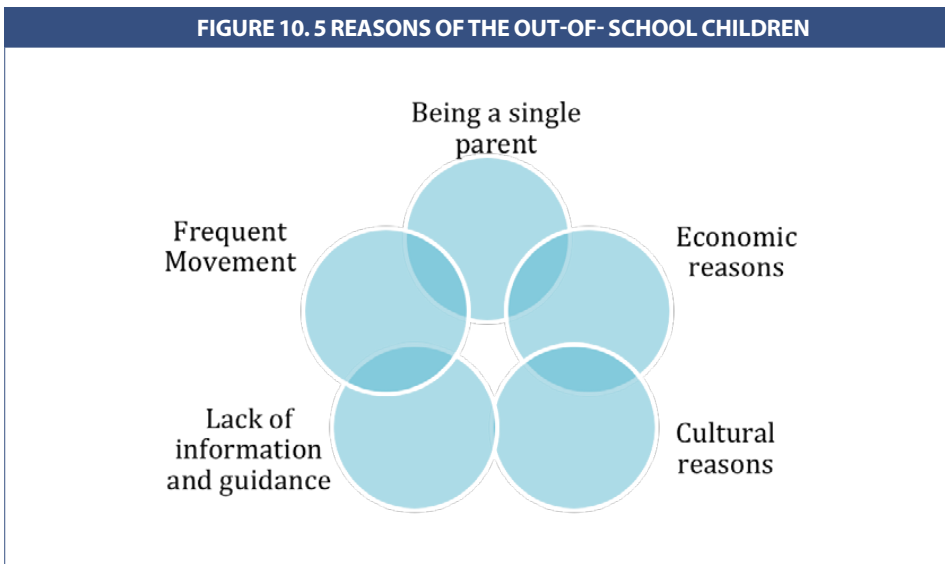 FIGURE 10. 5 REASONS OF THE OUT-OF- SCHOOL CHILDREN
Being a single
parent
Frequent
Movement
Economic
reasons
Lack of
information
and guidance
Cultural
reasons